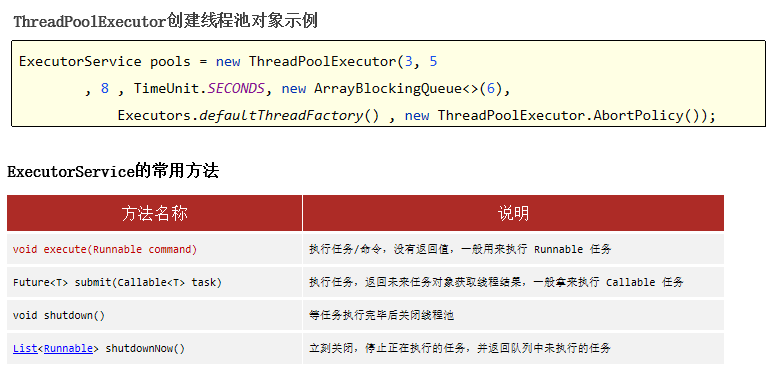 ThreadPoolExecutor创建线程池对象示例
ExecutorService pools = new ThreadPoolExecutor(3, 5
, 8 , TimeUnit.SECONDS, new ArrayBlockingQueue<>(6),
Executors.defaultThreadFactory() , new ThreadPoolExecutor.AbortPolicy());
ExecutorService的常用方法
方法名称 说明
void execute(Runnable command) 执行任务/命令，没有返回值，一般用来执行 Runnable 任务
Future<T> submit(Callable<T> task) 执行任务，返回未来任务对象获取线程结果，一般拿来执行 Callable 任务
void shutdown() 等任务执行完毕后关闭线程池
List<Runnable> shutdownNow() 立刻关闭，停止正在执行的任务，并返回队列中未执行的任务